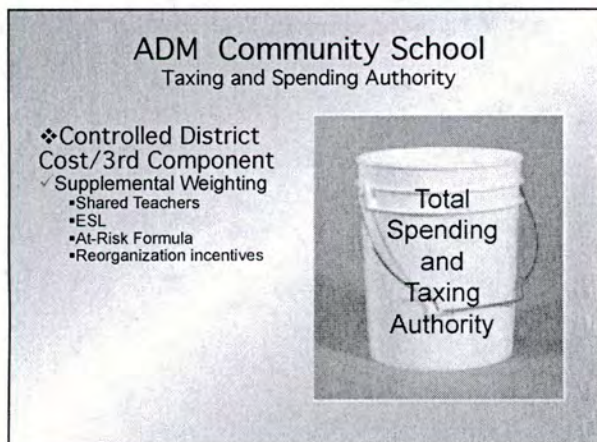 ADM Community School
Taxing and Spending Authority
❖Controlled District
Cost/3rd Component
✓ Supplemental Weighting
▪Shared Teachers
▪ESL
▪At-Risk Formula
▪Reorganization incentives
Total
Spending
and
Taxing
Authority